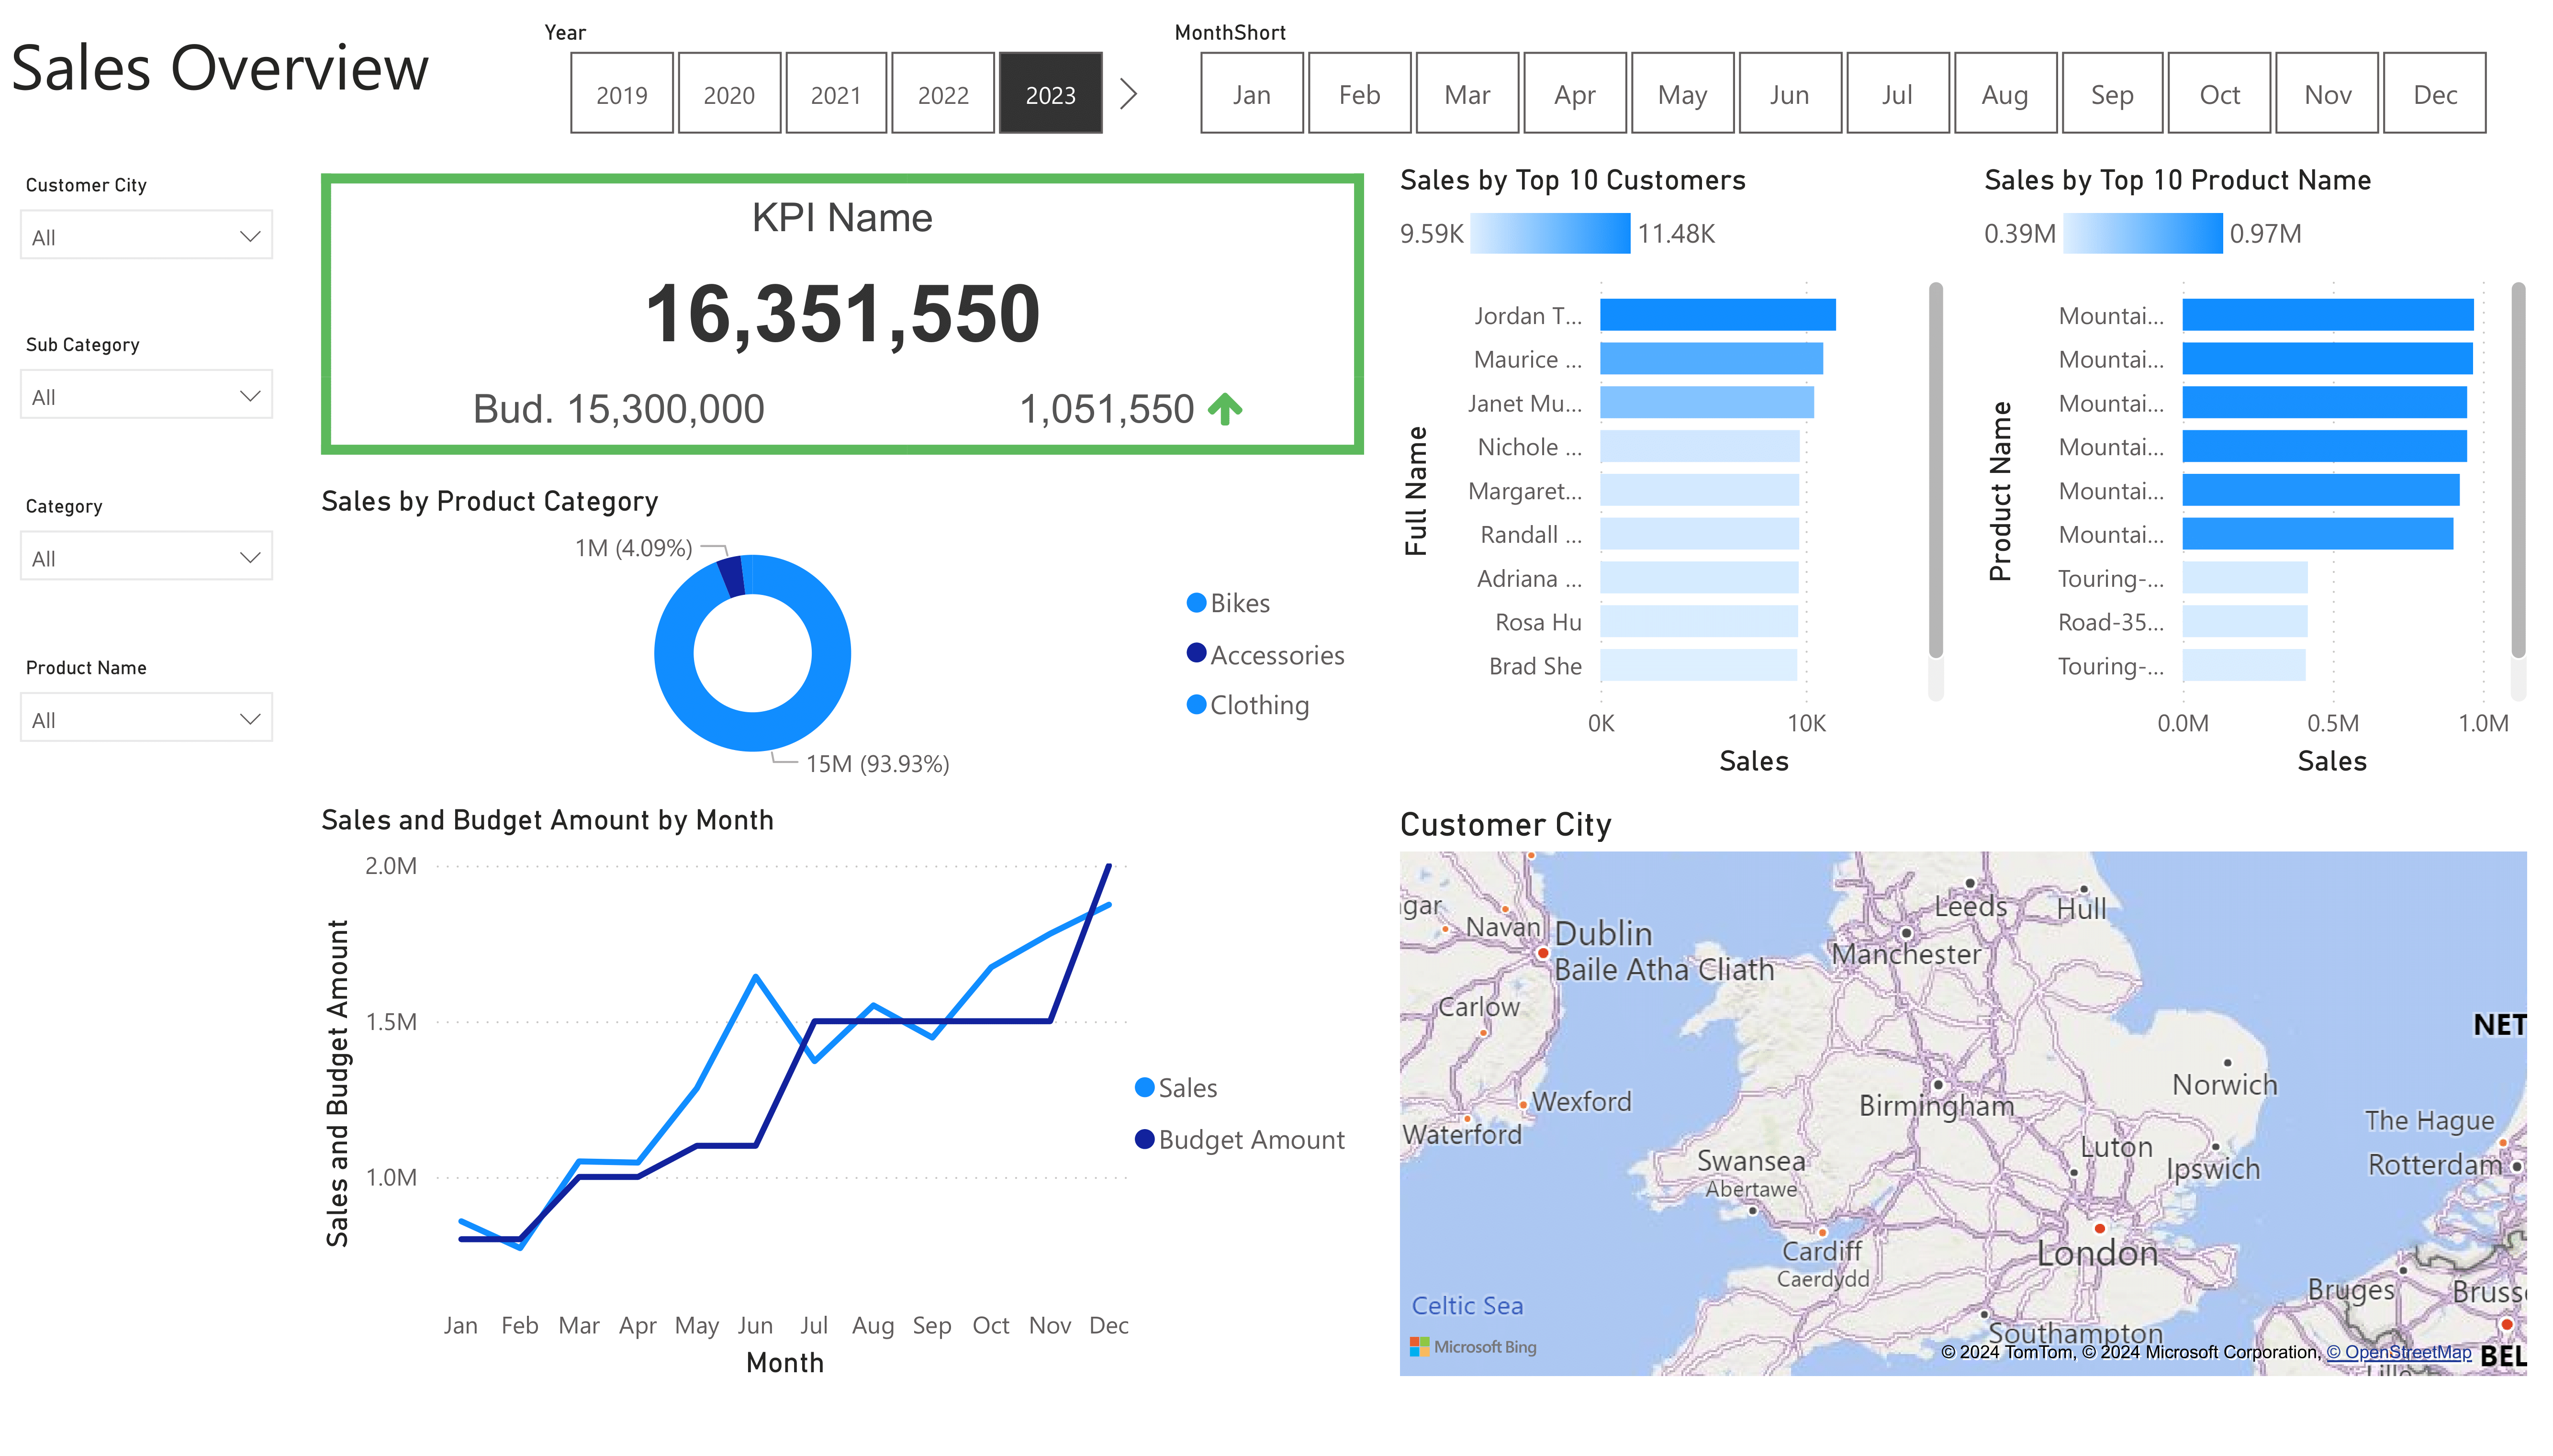 Sales Overview
Year
2019 2020 2021 2022 2023
MonthShort
Jan Feb Mar Apr May Jun Jul Aug Sep Oct Nov Dec
Customer City
All
Sub Category
All
Category
All
Product Name
All
KPI Name
16,351,550
Bud. 15,300,000 1,051,550
Sales by Product Category
1M (4.09%)
15M (93.93%)
Bikes
Accessories
Clothing
Sales by Top 10 Customers
9.59K 11.48K
Full Name
Jordan T...
Maurice ...
Janet Mu...
Nichole ...
Margaret...
Randall ...
Adriana ...
Rosa Hu
Brad She
0K 10K
Sales
Sales by Top 10 Product Name
0.39M 0.97M
Product Name
Mountai...
Mountai...
Mountai...
Mountai...
Mountai...
Mountai...
Touring-...
Road-35...
Touring-...
0.0M 0.5M 1.0M
Sales
Sales and Budget Amount by Month
Sales and Budget Amount
2.0M
1.5M
1.0M
Jan Feb Mar Apr May Jun Jul Aug Sep Oct Nov Dec
Month
Sales
Budget Amount
Customer City
gar
Navan
Dublin
Baile Atha Cliath
Leeds
Hull
Manchester
Carlow
NET
Norwich
Wexford
Birmingham
Waterford
The Hague
Luton
Swansea
Abertawe
Ipswich
Rotterdam
Cardiff
Caerdydd
London
Bruges
Bruss
Celtic Sea
Southampton
Microsoft Bing
© 2024 TomTom, © 2024 Microsoft Corporation, © OpenStreetMap
BEL